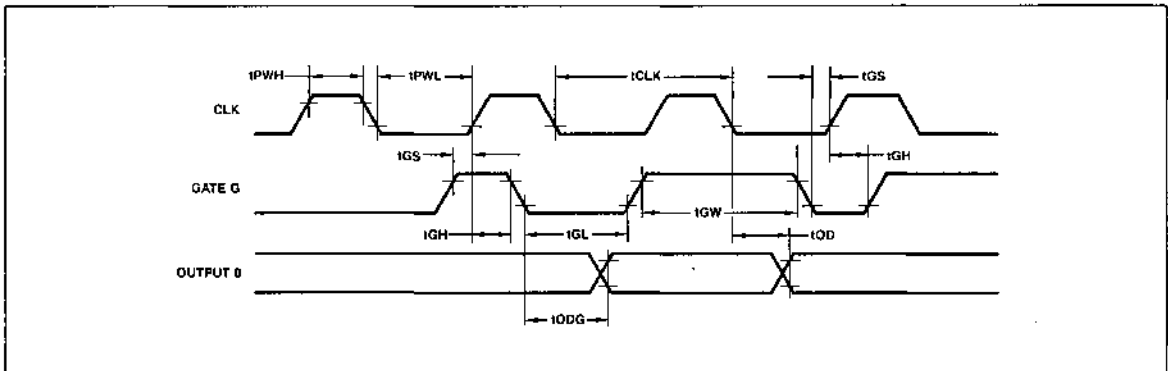 tPWH tPWL tCLK tGS
CLK
tGS tGH
GATE G
tGW
tGH tGL tOD
OUTPUT 0
tODG